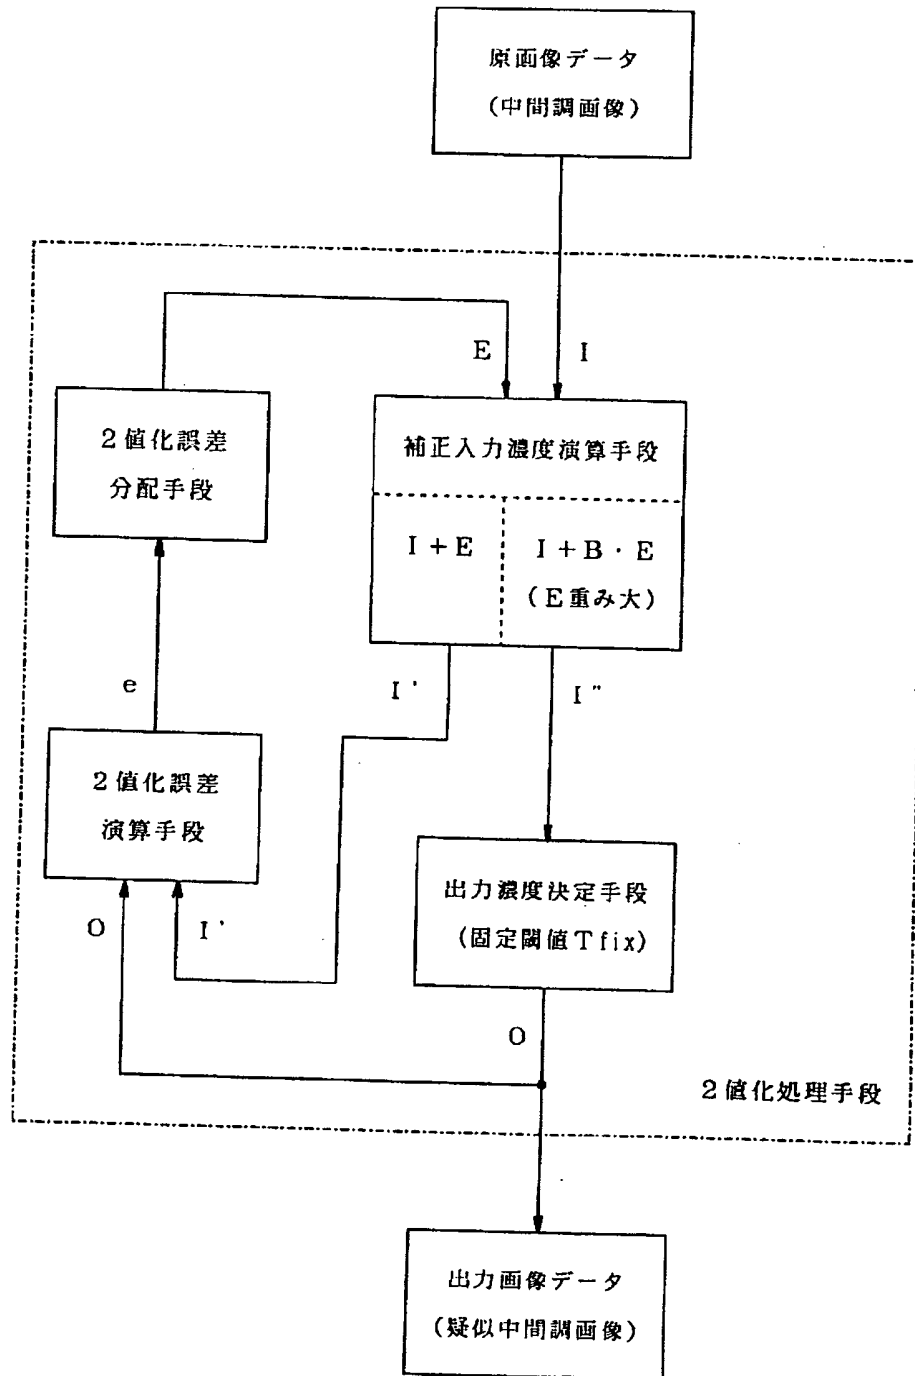 原画像データ
(中間調画像)
E
I
2値化誤差
分配手段
補正入力濃度演算手段
I+E
I+B・E
(E重み大)
e
I'
I"
2値化誤差
演算手段
出力濃度決定手段
(固定閾値Tfix)
O
I'
O
2値化処理手段
出力画像データ
(疑似中間調画像)